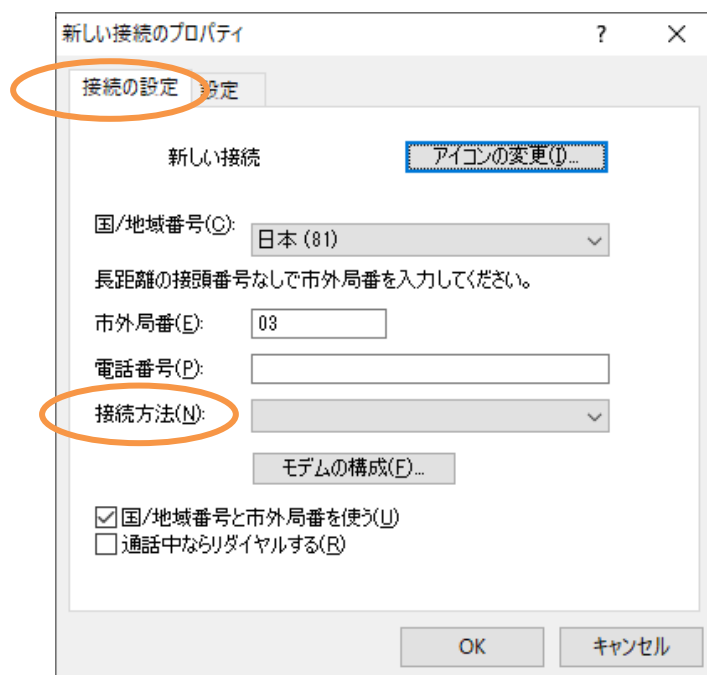 新しい接続のプロパティ
接続の設定 設定
新しい接続 アイコンの変更(I)...
国/地域番号(C): 日本 (81)
長距離の接頭番号なしで市外局番を入力してください。
市外局番(E): 03
電話番号(P):
接続方法(N):
モデムの構成(F)...
国/地域番号と市外局番を使う(U)
通話中ならリダイヤルする(R)
OK キャンセル